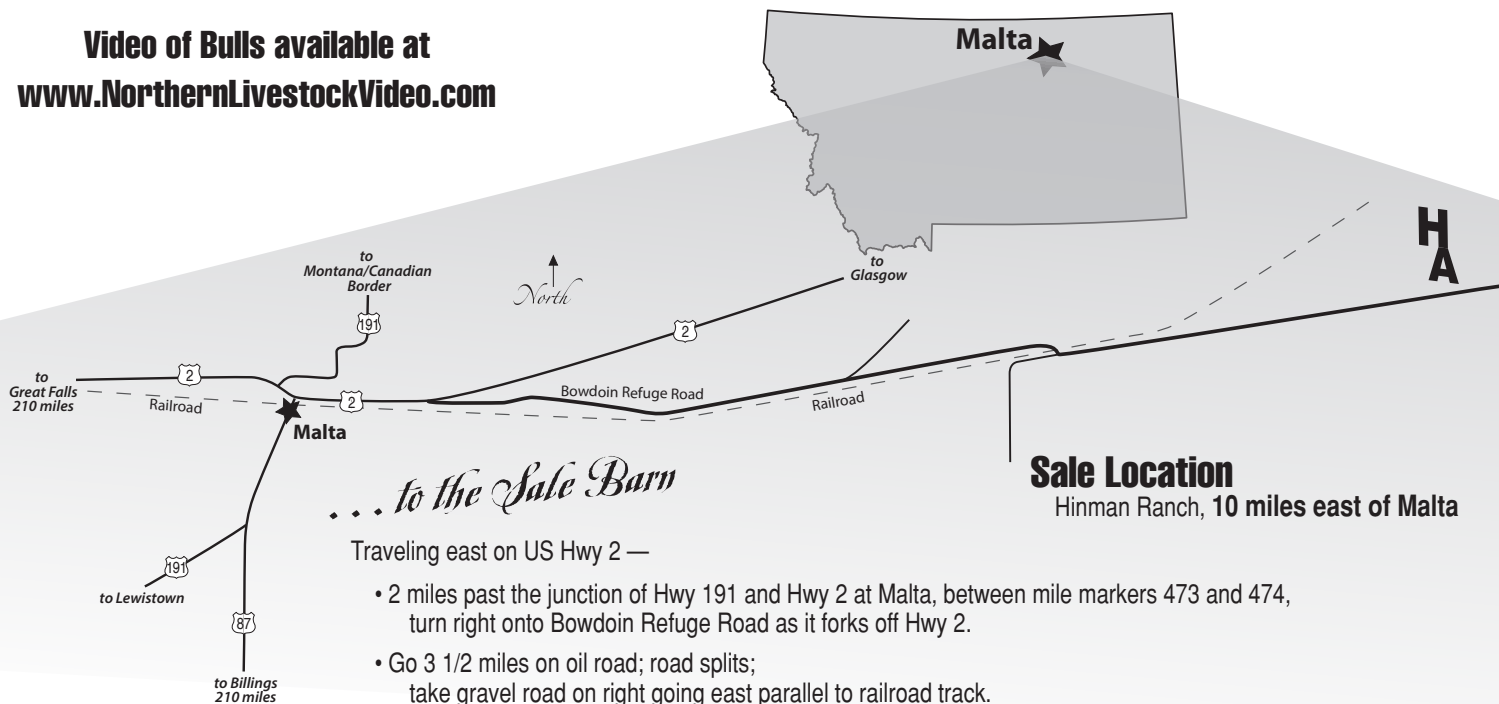 Video of Bulls available at
www.NorthernLivestockVideo.com
Malta
H
A
to
Montana/Canadian
Border
191
North
to
Glasgow
2
to
Great Falls
210 miles
2
Railroad
2
Bowdoin Refuge Road
Railroad
Malta
Sale Location
Hinman Ranch, 10 miles east of Malta
. . . to the Sale Barn
Traveling east on US Hwy 2 —
• 2 miles past the junction of Hwy 191 and Hwy 2 at Malta, between mile markers 473 and 474,
turn right onto Bowdoin Refuge Road as it forks off Hwy 2.
• Go 3 1/2 miles on oil road; road splits;
take gravel road on right going east parallel to railroad track.
191
to Lewistown
87
to Billings
210 miles